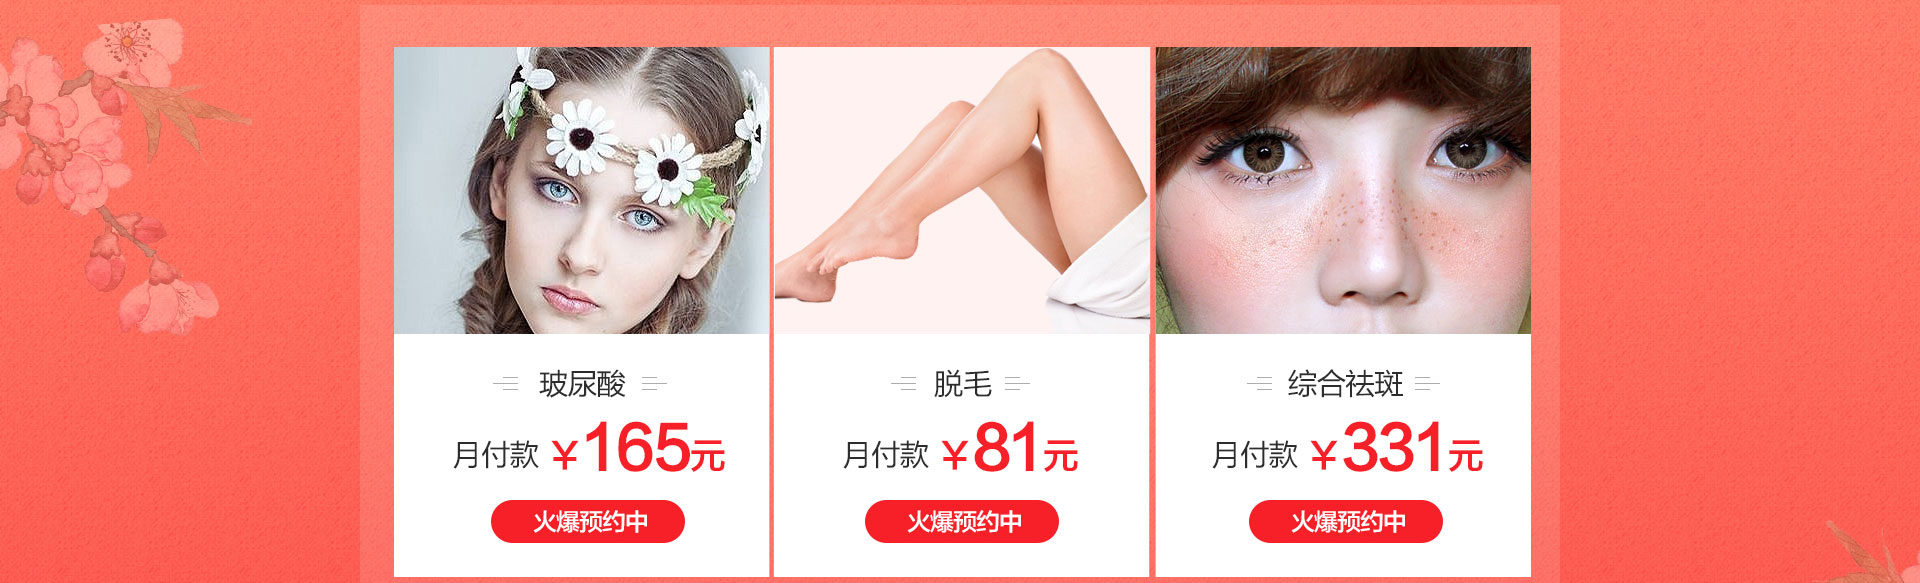 玻尿酸
月付款 ￥165元
火爆预约中
脱毛
月付款 ￥81元
火爆预约中
综合祛斑
月付款 ￥331元
火爆预约中